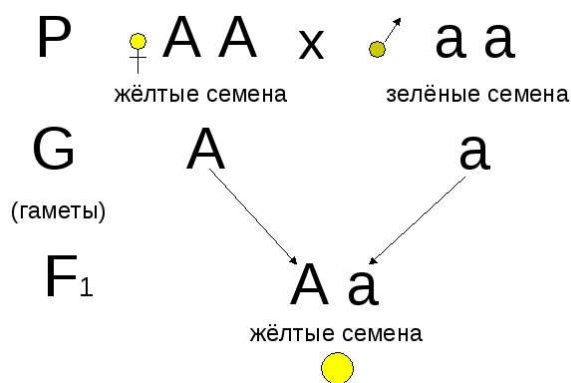 P A A x a a
жёлтые семена зелёные семена
G A a
(гаметы)
F1 A a
жёлтые семена